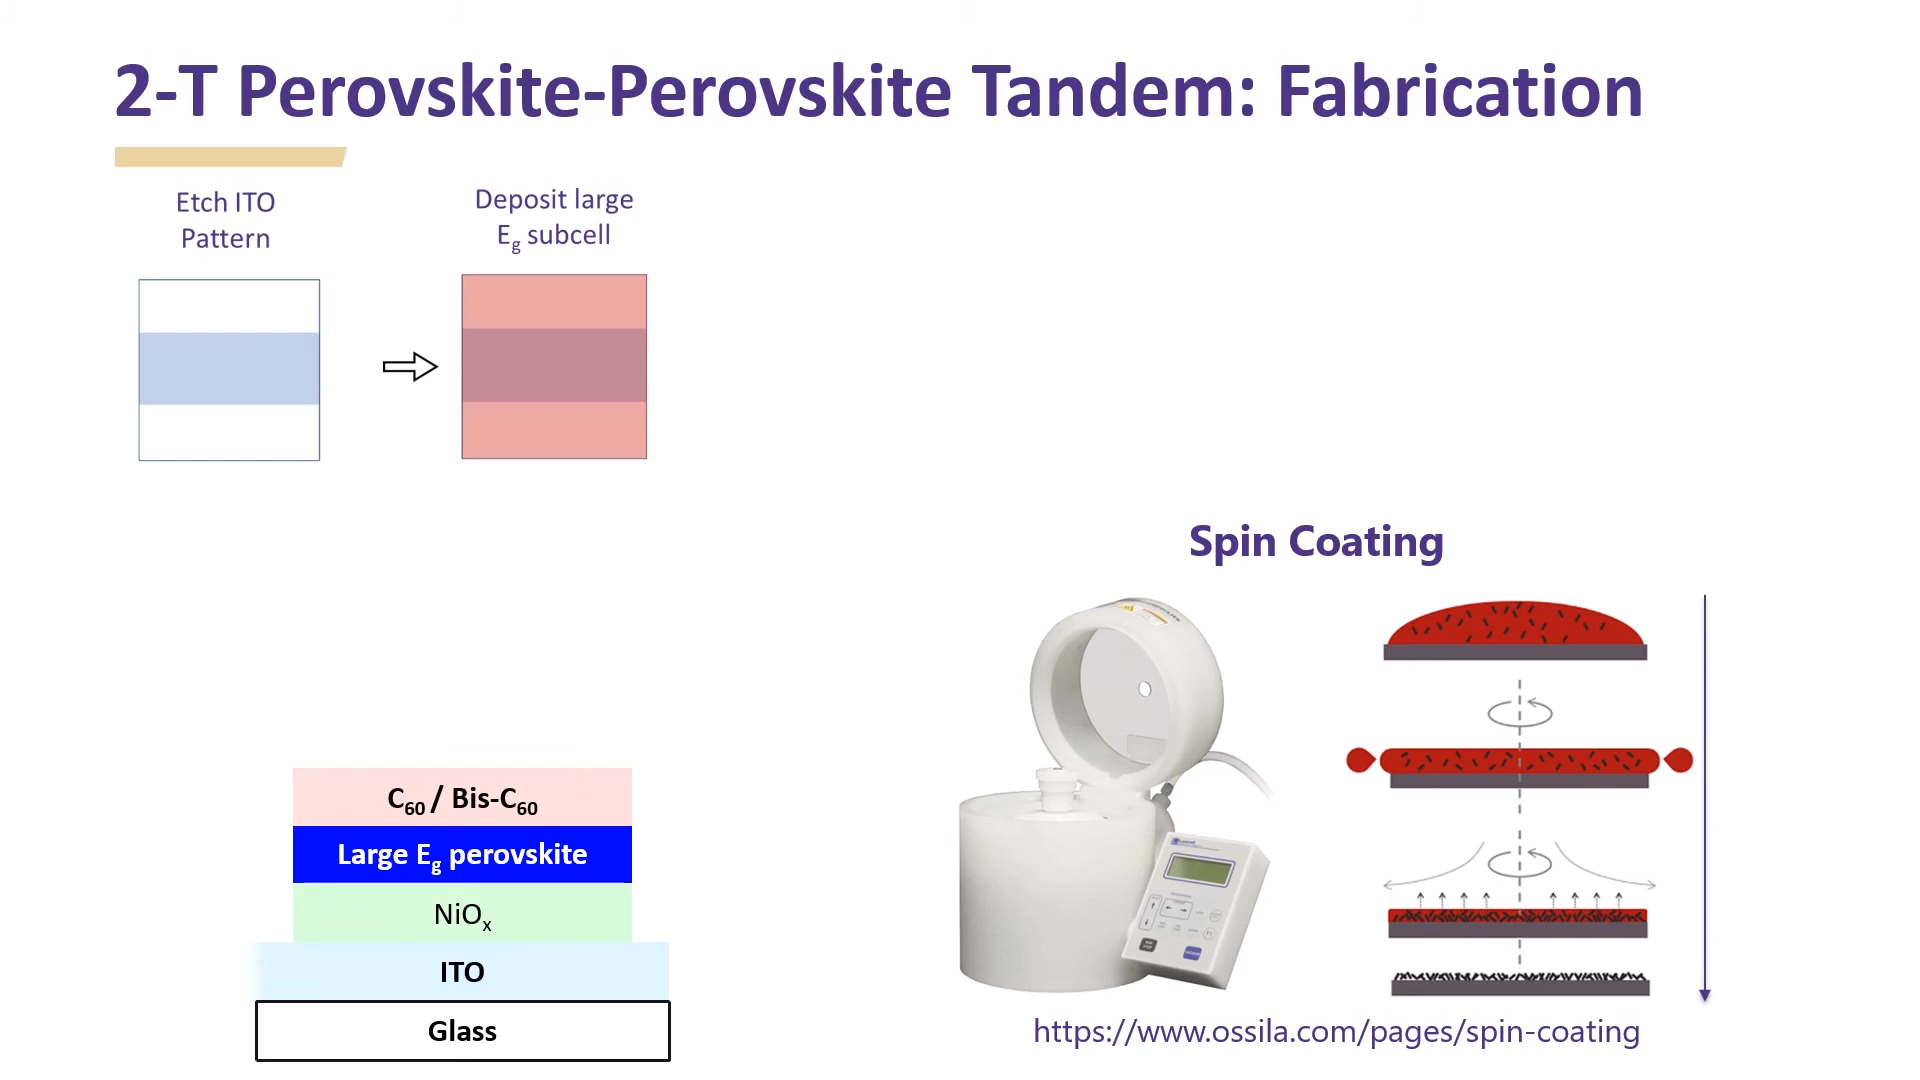 2-T Perovskite-Perovskite Tandem: Fabrication
Etch ITO
Pattern
Deposit large
Eg subcell
Spin Coating
C60 / Bis-C60
Large Eg perovskite
NiOx
ITO
Glass
https://www.ossila.com/pages/spin-coating